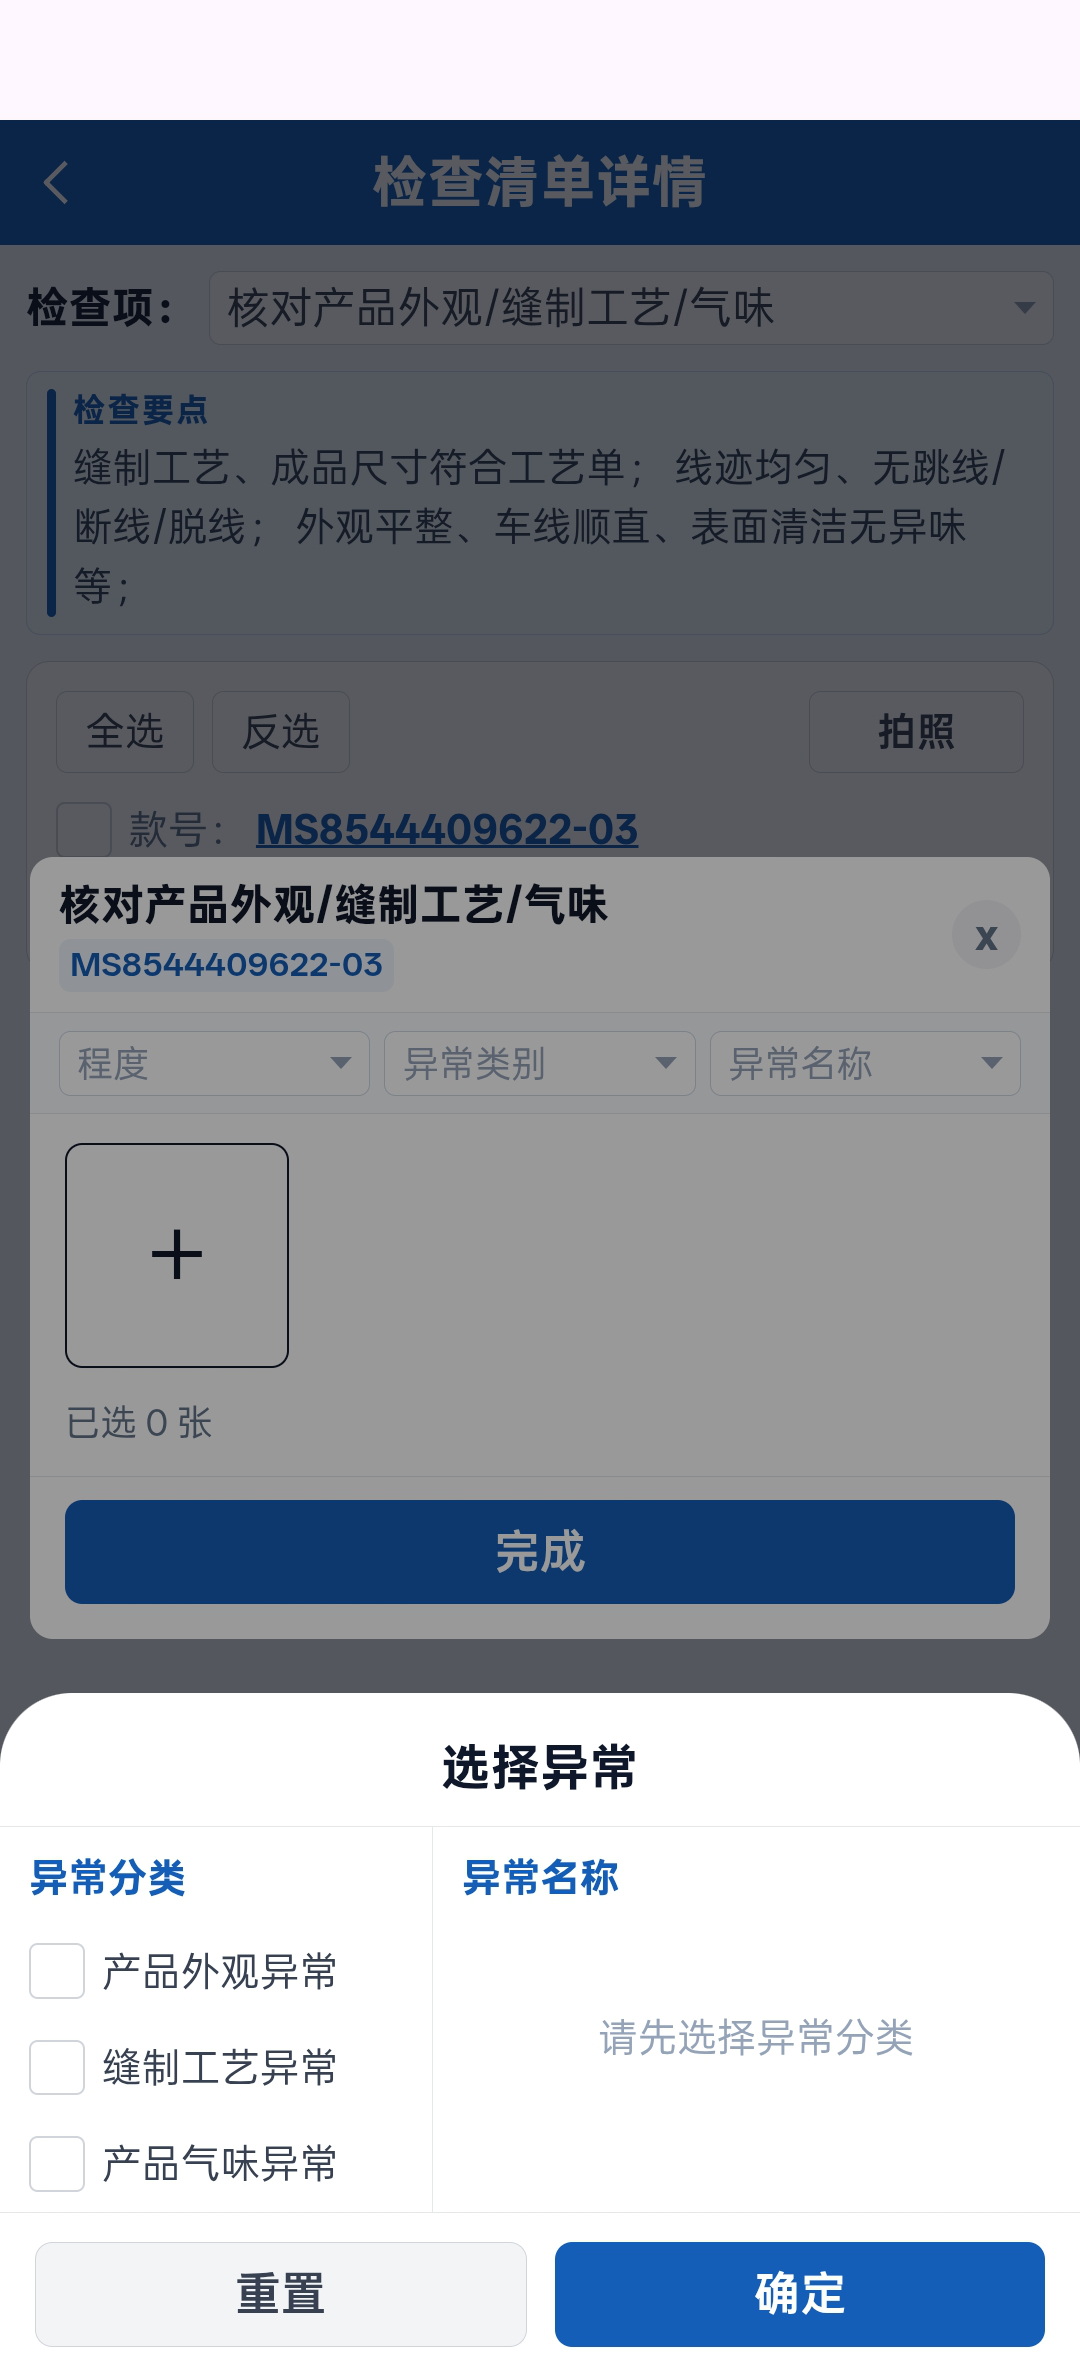 检查清单详情
检查项：
核对产品外观/缝制工艺/气味
检查要点
缝制工艺、成品尺寸符合工艺单； 线迹均匀、无跳线/
断线/脱线； 外观平整、车线顺直、表面清洁无异味
等；
全选 反选 拍照
款号： MS8544409622-03
核对产品外观/缝制工艺/气味
x
MS8544409622-03
程度 异常类别 异常名称
+
已选 0 张
完成
选择异常
异常分类 异常名称
产品外观异常
请先选择异常分类
缝制工艺异常
产品气味异常
重置 确定